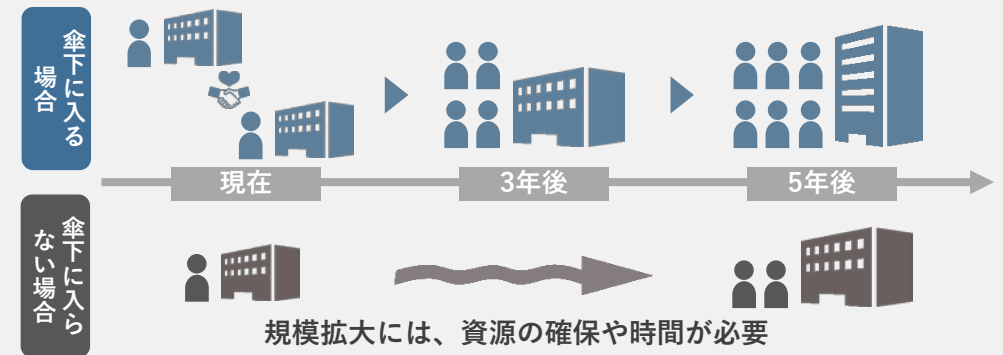 傘下に入る
場合
現在
3年後
5年後
傘下に入ら
ない場合
規模拡大には、資源の確保や時間が必要